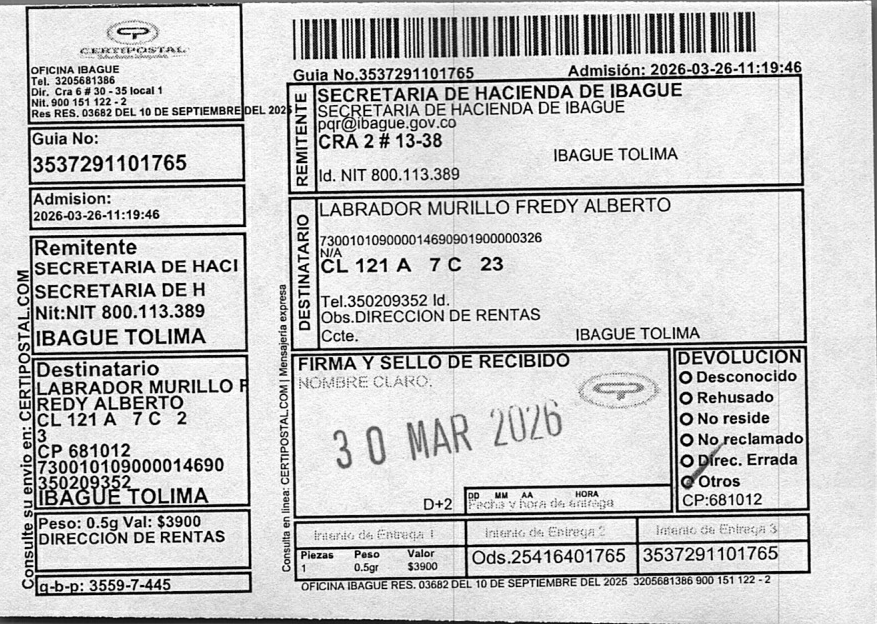 CERTIPOSTAL
OFICINA IBAGUE
Tel. 3205681386
Dir. Cra 6 # 30 - 35 local 1
Nit. 900 151 122 - 2
Res RES. 03682 DEL 10 DE SEPTIEMBRE DEL 2025
Guia No:
3537291101765
Admision:
2026-03-26-11:19:46
Remitente
SECRETARIA DE HACI
SECRETARIA DE H
Nit:NIT 800.113.389
IBAGUE TOLIMA
Destinatario
LABRADOR MURILLO F
REDY ALBERTO
CL 121 A 7 C 2
3
CP 681012
730010109000014690
350209352
IBAGUE TOLIMA
Peso: 0.5g Val: $3900
DIRECCION DE RENTAS
q-b-p: 3559-7-445
Consulte su envio en: CERTIPOSTAL.COM
Guia No.3537291101765 Admisión: 2026-03-26-11:19:46
REMITENTE
SECRETARIA DE HACIENDA DE IBAGUE
SECRETARIA DE HACIENDA DE IBAGUE
pqr@ibague.gov.co
CRA 2 # 13-38
IBAGUE TOLIMA
Id. NIT 800.113.389
DESTINATARIO
LABRADOR MURILLO FREDY ALBERTO
730010109000014690901900000326
N/A
CL 121 A 7 C 23
Tel.350209352 Id.
Obs.DIRECCION DE RENTAS
Ccte. IBAGUE TOLIMA
Consulta en linea: CERTIPOSTAL.COM | Mensajeria expresa
FIRMA Y SELLO DE RECIBIDO
NOMBRE CLARO.
30 MAR 2026
D+2
DD MM AA HORA
Fecha y hora de entrega
DEVOLUCION
Desconocido
Rehusado
No reside
No reclamado
Direc. Errada
Otros
CP:681012
Intento de Entrega 1 Intento de Entrega 2 Intento de Entrega 3
Piezas Peso Valor
1 0.5gr $3900
Ods.25416401765 3537291101765
OFICINA IBAGUE RES. 03682 DEL 10 DE SEPTIEMBRE DEL 2025 3205681386 900 151 122 - 2